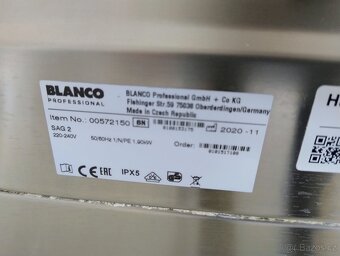 BLANCO
PROFESSIONAL
BLANCO Professional GmbH + Co KG
Flehinger Str.59 75038 Oberderdingen/Germany
Made in Czech Republic
Item No.: 00572150
SN
2020-11
SAG 2
220-240V
50/60Hz 1/N/PE 1,90kW
Order:
CE EAC IPX5